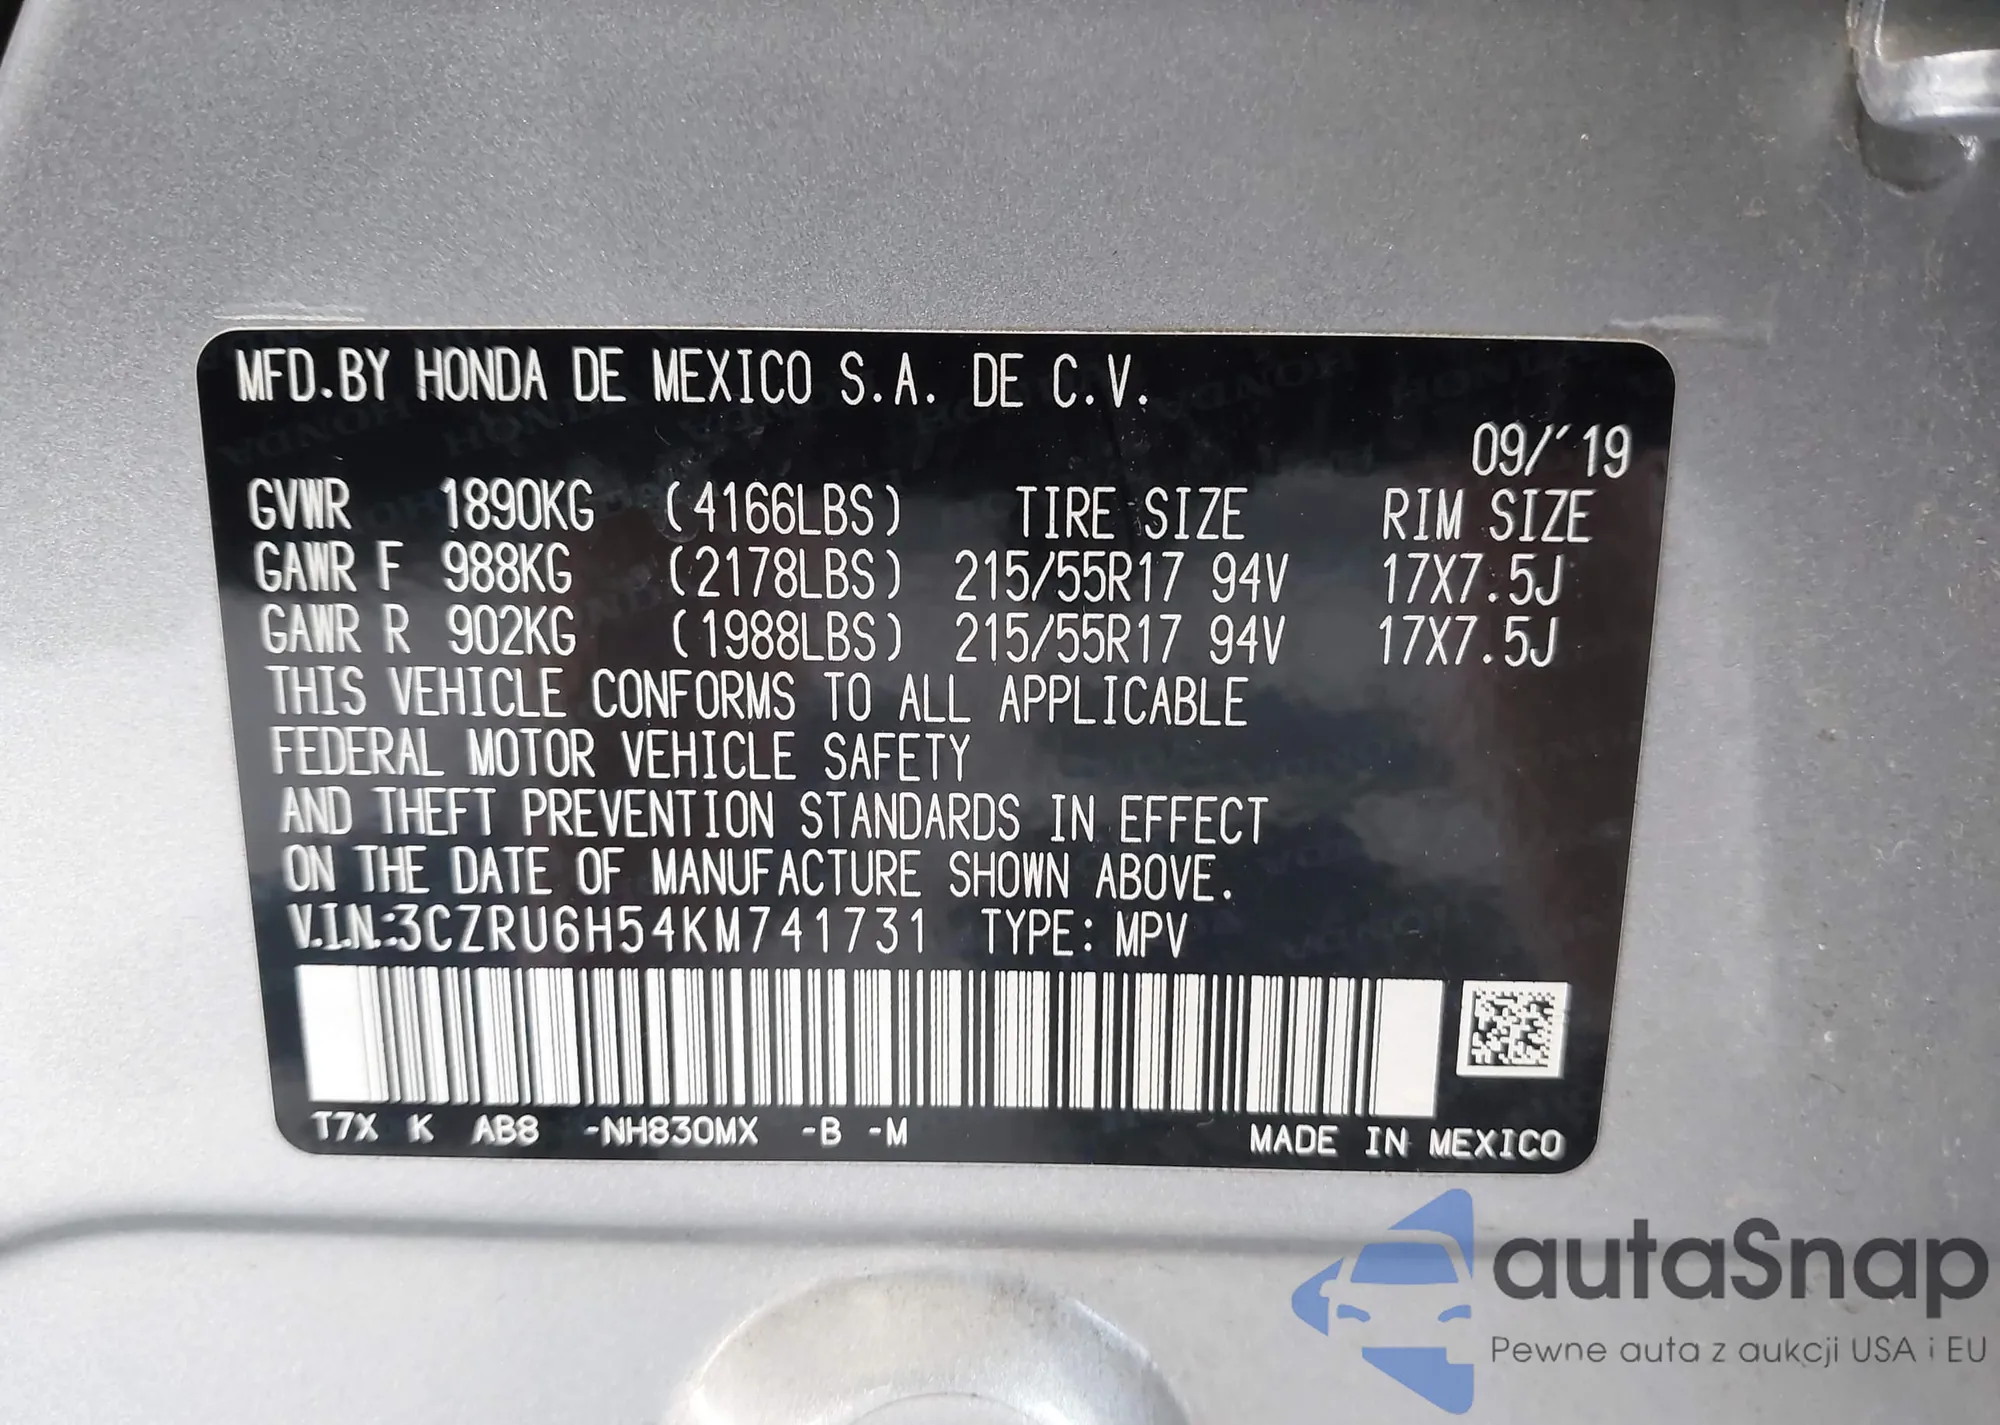 MFD.BY HONDA DE MEXICO S.A. DE C.V.
09/'19
GVWR 1890KG (4166LBS) TIRE SIZE RIM SIZE
GAWR F 988KG (2178LBS) 215/55R17 94V 17X7.5J
GAWR R 902KG (1988LBS) 215/55R17 94V 17X7.5J
THIS VEHICLE CONFORMS TO ALL APPLICABLE
FEDERAL MOTOR VEHICLE SAFETY
AND THEFT PREVENTION STANDARDS IN EFFECT
ON THE DATE OF MANUFACTURE SHOWN ABOVE.
V.I.N.:3CZRU6H54KM741731 TYPE: MPV
T7X K AB8 -NH830MX -B -M MADE IN MEXICO
autaSnap
Pewne auta z aukcji USA i EU